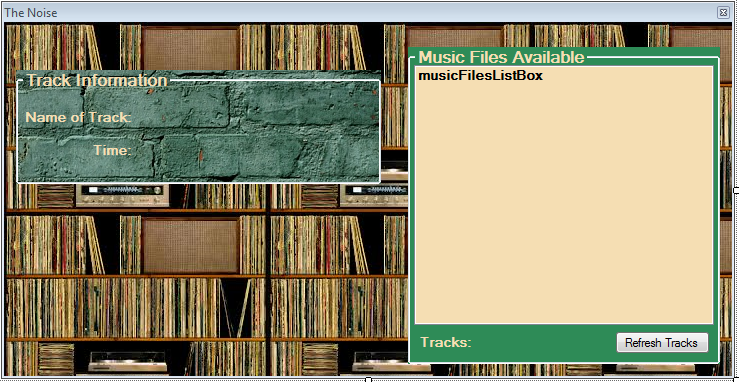 The Noise
Track Information
Name of Track:
Time:
Music Files Available
musicFilesListBox
Tracks:
Refresh Tracks